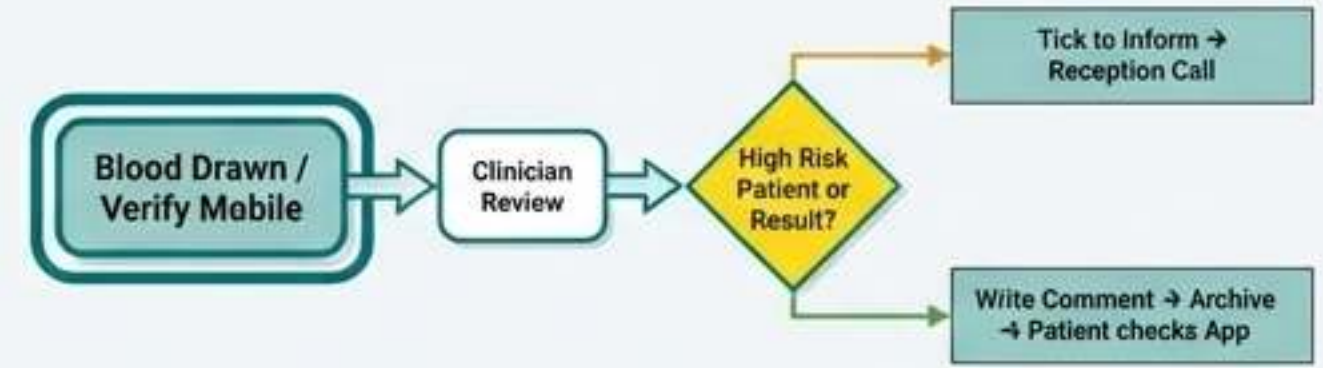 Blood Drawn /
Verify Mobile
Clinician
Review
High Risk
Patient or
Result?
Tick to Inform →
Reception Call
Write Comment → Archive
→ Patient checks App